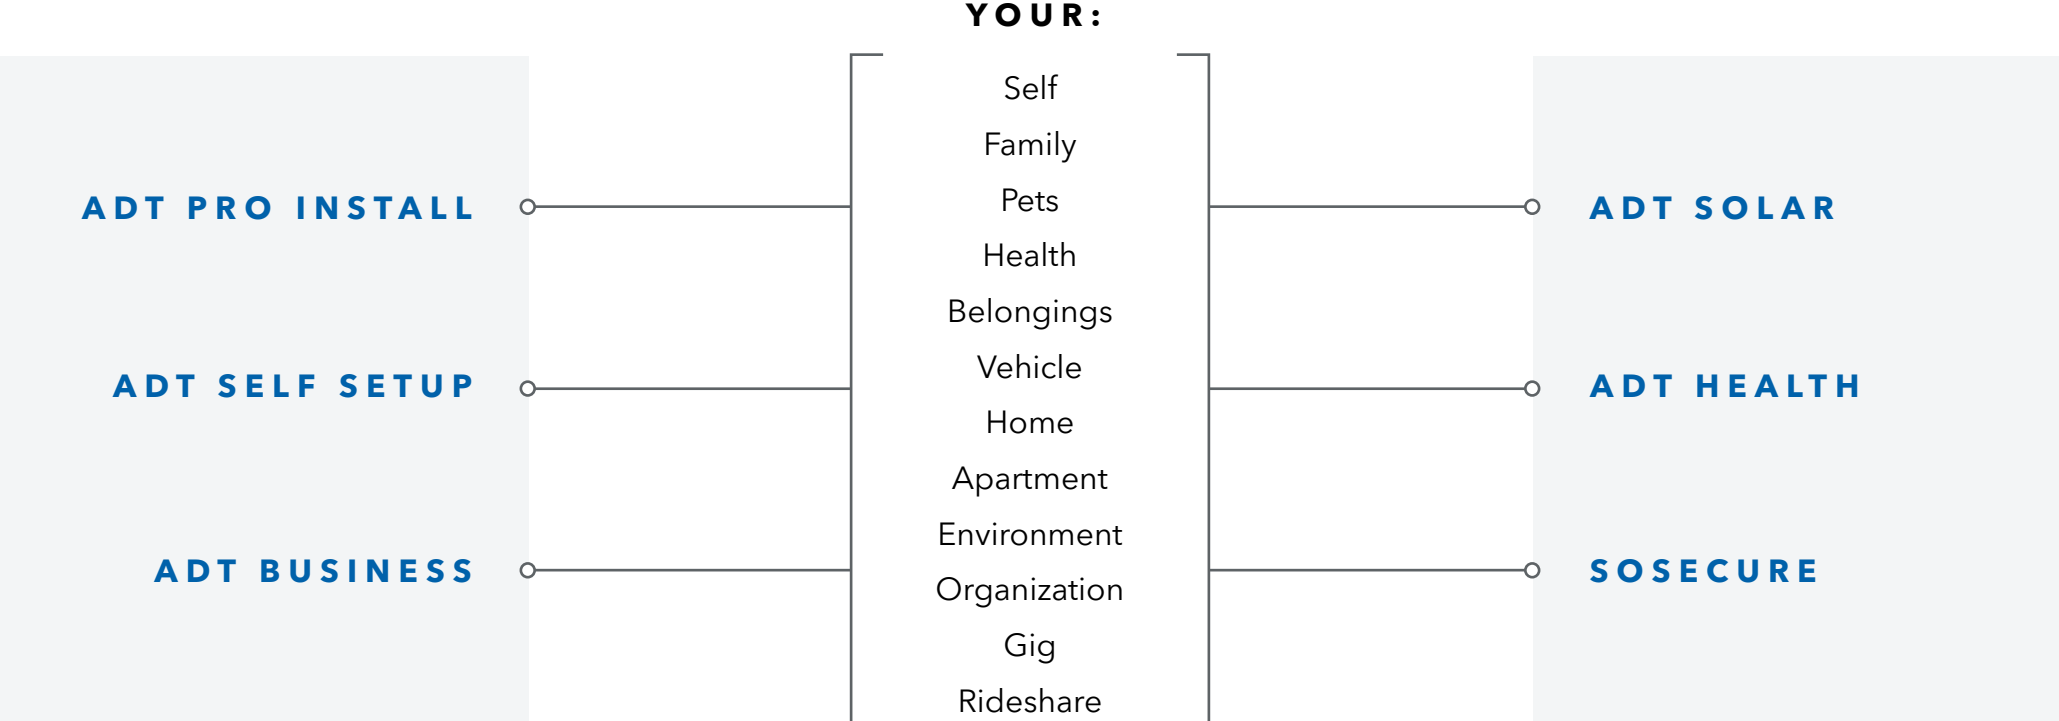 YOUR:
Self
Family
Pets
Health
Belongings
Vehicle
Home
Apartment
Environment
Organization
Gig
Rideshare
ADT PRO INSTALL
ADT SELF SETUP
ADT BUSINESS
ADT SOLAR
ADT HEALTH
SOSECURE